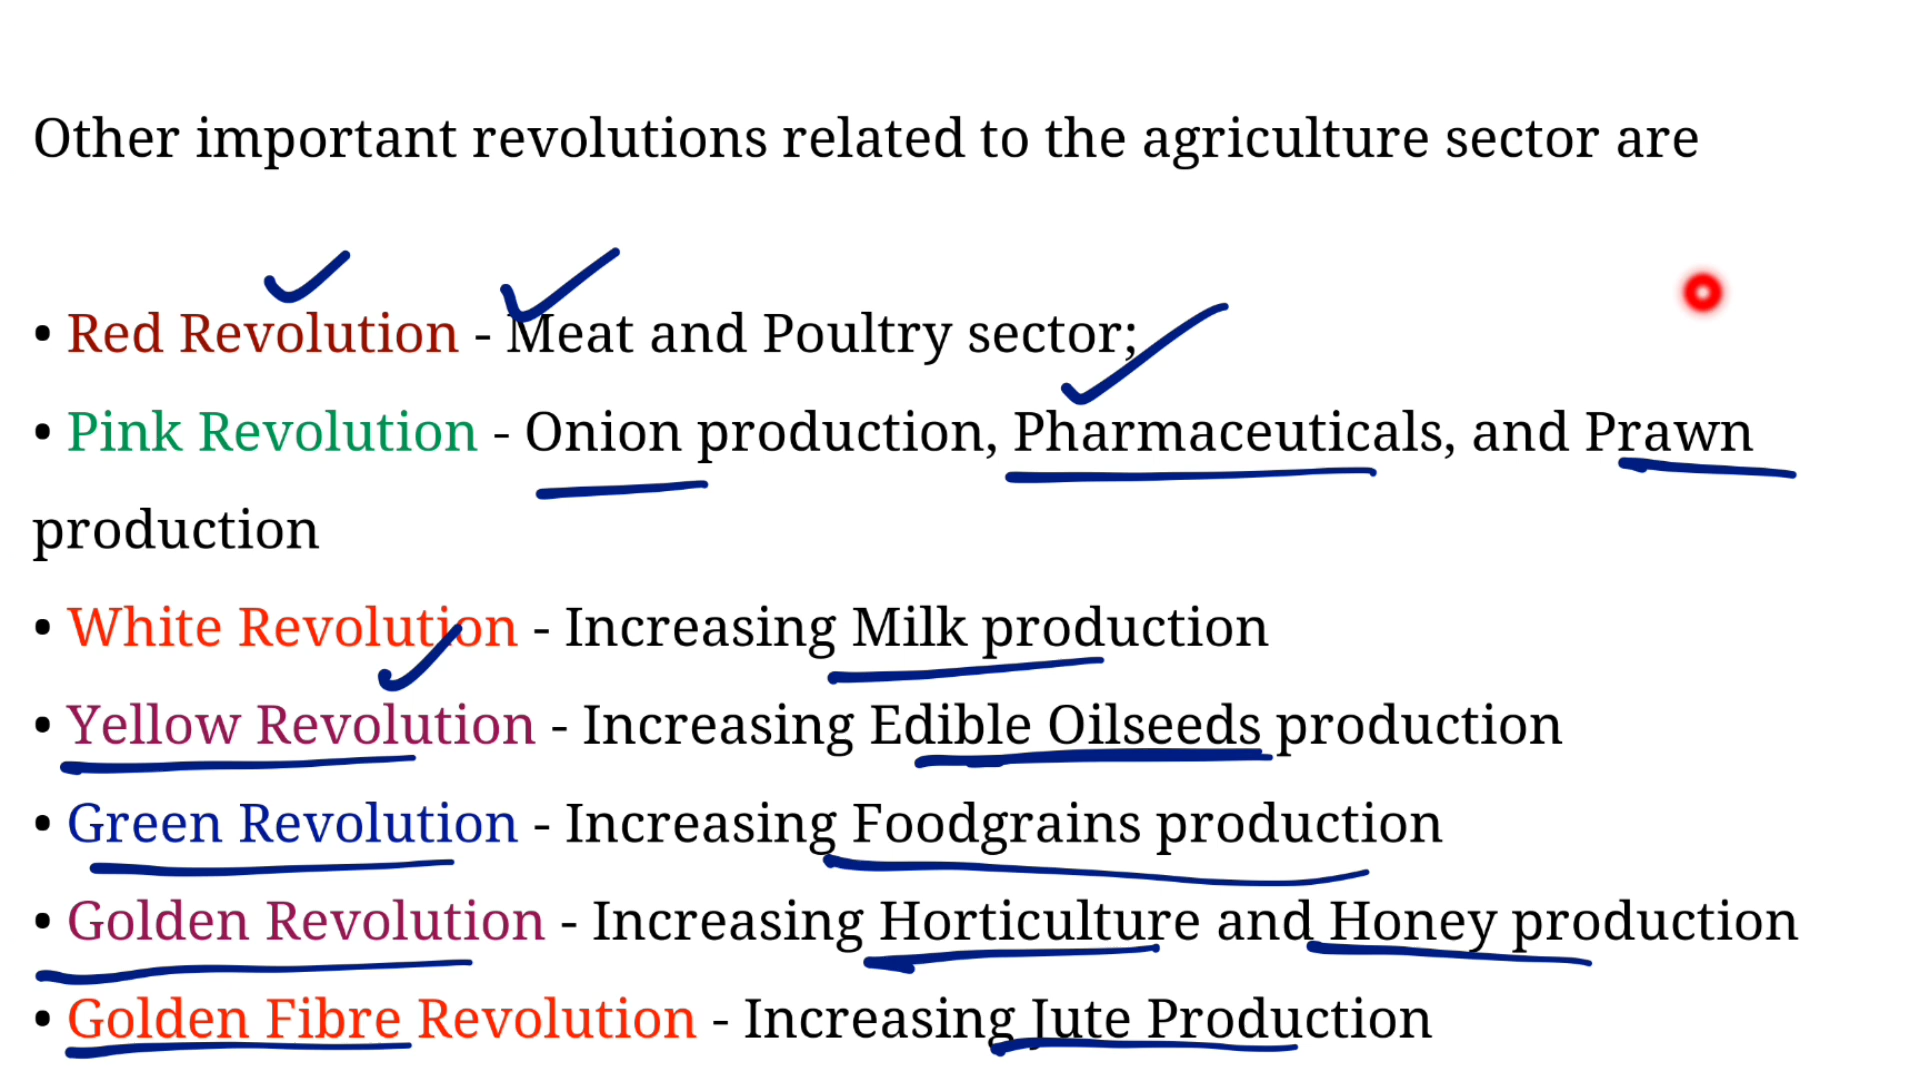 Other important revolutions related to the agriculture sector are
• Red Revolution - Meat and Poultry sector;
• Pink Revolution - Onion production, Pharmaceuticals, and Prawn
production
• White Revolution - Increasing Milk production
• Yellow Revolution - Increasing Edible Oilseeds production
• Green Revolution - Increasing Foodgrains production
• Golden Revolution - Increasing Horticulture and Honey production
• Golden Fibre Revolution - Increasing Jute Production